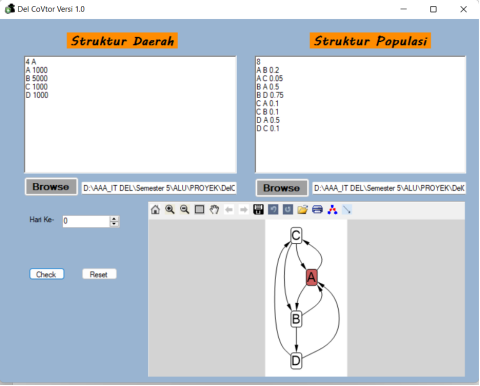 Del CoVtor Versi 1.0
Struktur Daerah
Struktur Populasi
4 A
A 1000
B 5000
C 1000
D 1000
8
A B 0.2
A C 0.05
B A 0.5
B D 0.75
C A 0.1
C B 0.1
D A 0.5
D C 0.1
Browse
D:\AAA_IT DEL\Semester 5\ALU\PROYEK\DelC
Browse
D:\AAA_IT DEL\Semester 5\ALU\PROYEK\Del
Hari Ke-
0
Check
Reset
C
A
B
D